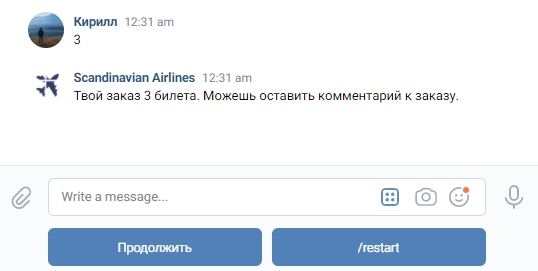 Кирилл 12:31 am
3
Scandinavian Airlines 12:31 am
Твой заказ 3 билета. Можешь оставить комментарий к заказу.
Write a message...
Продолжить /restart